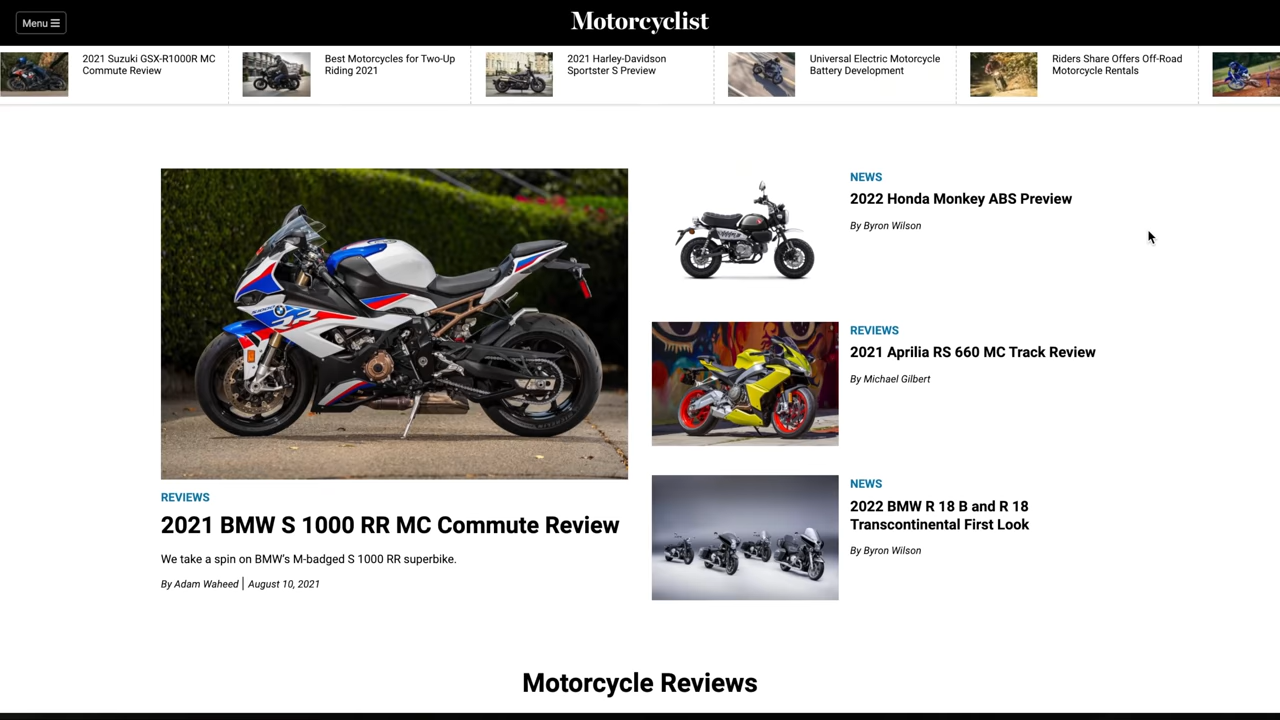 Menu
Motorcyclist
2021 Suzuki GSX-R1000R MC
Commute Review
Best Motorcycles for Two-Up
Riding 2021
2021 Harley-Davidson
Sportster S Preview
Universal Electric Motorcycle
Battery Development
Riders Share Offers Off-Road
Motorcycle Rentals
REVIEWS
2021 BMW S 1000 RR MC Commute Review
We take a spin on BMW's M-badged S 1000 RR superbike.
By Adam Waheed | August 10, 2021
NEWS
2022 Honda Monkey ABS Preview
By Byron Wilson
REVIEWS
2021 Aprilia RS 660 MC Track Review
By Michael Gilbert
NEWS
2022 BMW R 18 B and R 18
Transcontinental First Look
By Byron Wilson
Motorcycle Reviews